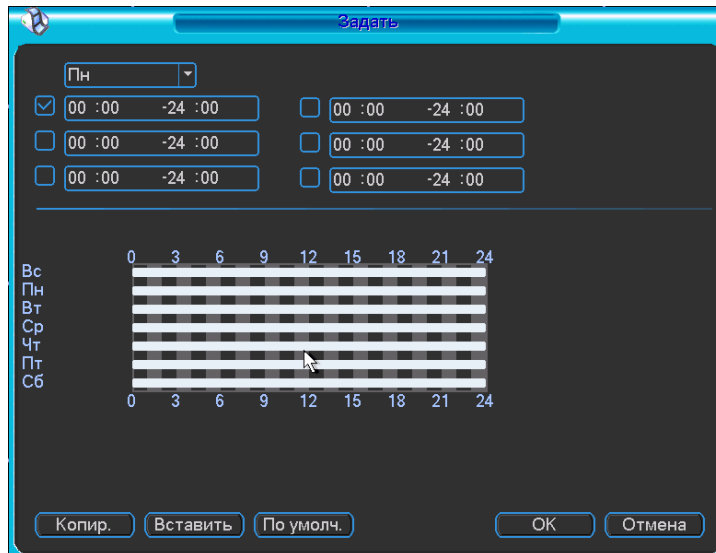 Задать
Пн
00 :00 -24 :00 00 :00 -24 :00
00 :00 -24 :00 00 :00 -24 :00
00 :00 -24 :00 00 :00 -24 :00
0 3 6 9 12 15 18 21 24
Вс
Пн
Вт
Ср
Чт
Пт
Сб
0 3 6 9 12 15 18 21 24
Копир. Вставить По умолч. OK Отмена